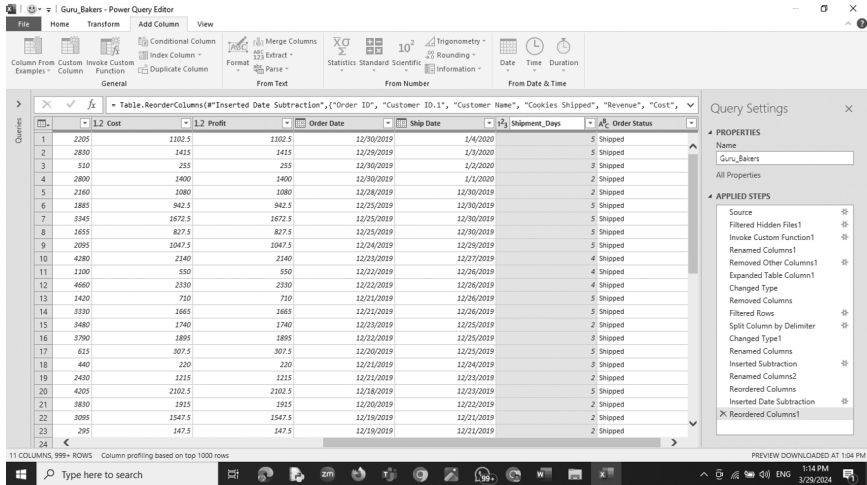 Guru_Bakers - Power Query Editor
File Home Transform Add Column View
Column From Examples Custom Column Invoke Custom Function
Conditional Column
Index Column
Duplicate Column
General
Format
Merge Columns
Extract
Parse
From Text
Statistics Standard Scientific
Trigonometry
Rounding
Information
From Number
Date Time Duration
From Date & Time
Queries
fx = Table.ReorderColumns(#"Inserted Date Subtraction",{"Order ID", "Customer ID.1", "Customer Name", "Cookies Shipped", "Revenue", "Cost",
1.2 Cost 1.2 Profit Order Date Ship Date 123 Shipment_Days ABC Order Status
1 2205 1102.5 1102.5 12/30/2019 1/4/2020 5 Shipped
2 2830 1415 1415 12/29/2019 1/3/2020 5 Shipped
3 510 255 255 12/30/2019 1/2/2020 3 Shipped
4 2800 1400 1400 12/30/2019 1/1/2020 2 Shipped
5 2160 1080 1080 12/28/2019 12/30/2019 2 Shipped
6 1885 942.5 942.5 12/25/2019 12/30/2019 5 Shipped
7 3345 1672.5 1672.5 12/25/2019 12/30/2019 5 Shipped
8 1655 827.5 827.5 12/25/2019 12/30/2019 5 Shipped
9 2095 1047.5 1047.5 12/24/2019 12/29/2019 5 Shipped
10 4280 2140 2140 12/23/2019 12/27/2019 4 Shipped
11 1100 550 550 12/22/2019 12/26/2019 4 Shipped
12 4660 2330 2330 12/22/2019 12/26/2019 4 Shipped
13 1420 710 710 12/21/2019 12/26/2019 5 Shipped
14 3330 1665 1665 12/21/2019 12/26/2019 5 Shipped
15 3480 1740 1740 12/23/2019 12/25/2019 2 Shipped
16 3790 1895 1895 12/22/2019 12/25/2019 3 Shipped
17 615 307.5 307.5 12/20/2019 12/25/2019 5 Shipped
18 440 220 220 12/21/2019 12/24/2019 3 Shipped
19 2430 1215 1215 12/21/2019 12/23/2019 2 Shipped
20 4205 2102.5 2102.5 12/18/2019 12/23/2019 5 Shipped
21 3830 1915 1915 12/20/2019 12/22/2019 2 Shipped
22 3095 1547.5 1547.5 12/19/2019 12/21/2019 2 Shipped
23 295 147.5 147.5 12/19/2019 12/21/2019 2 Shipped
24
Query Settings
PROPERTIES
Name
Guru_Bakers
All Properties
APPLIED STEPS
Source
Filtered Hidden Files1
Invoke Custom Function1
Renamed Columns1
Removed Other Columns1
Expanded Table Column1
Changed Type
Removed Columns
Filtered Rows
Split Column by Delimiter
Changed Type1
Renamed Columns
Inserted Subtraction
Renamed Columns2
Reordered Columns
Inserted Date Subtraction
Reordered Columns1
11 COLUMNS, 999+ ROWS Column profiling based on top 1000 rows
PREVIEW DOWNLOADED AT 1:04 PM
Type here to search
zm
99+
ENG
1:14 PM
3/29/2024